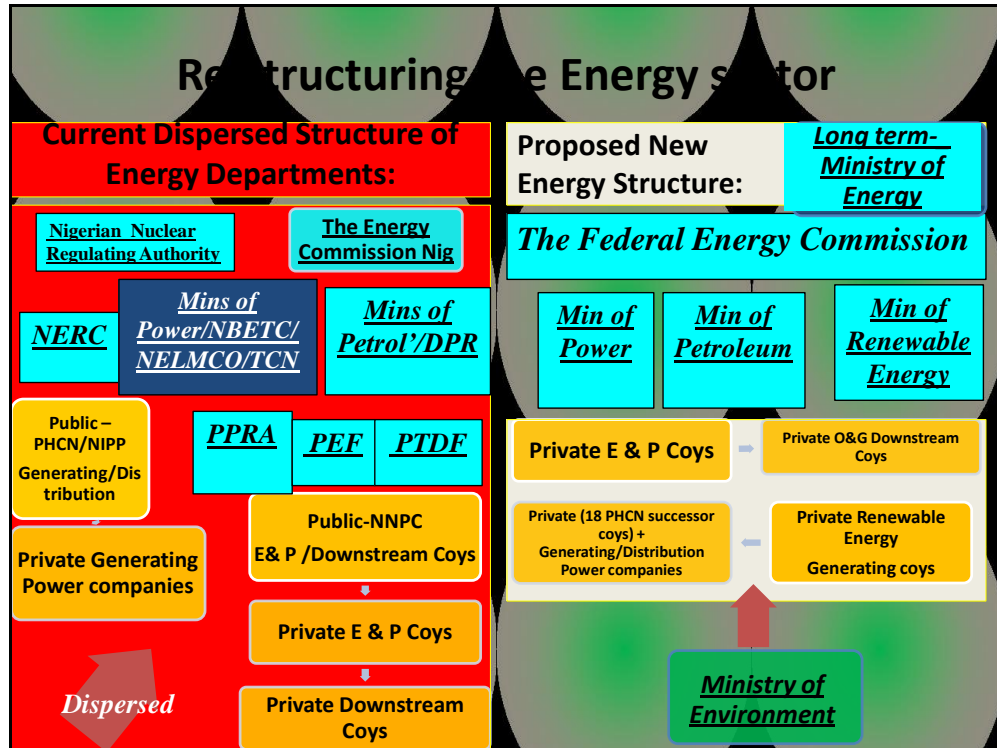 Restructuring the Energy sector
Current Dispersed Structure of
Energy Departments:
Nigerian Nuclear
Regulating Authority
The Energy
Commission Nig
NERC
Mins of
Power/NBETC/
NELMCO/TCN
Mins of
Petrol'/DPR
Public –
PHCN/NIPP
Generating/Dis
tribution
PPRA
PEF
PTDF
Private Generating
Power companies
Public-NNPC
E& P /Downstream Coys
Private E & P Coys
Private Downstream
Coys
Dispersed
Proposed New
Energy Structure:
Long term-
Ministry of
Energy
The Federal Energy Commission
Min of
Power
Min of
Petroleum
Min of
Renewable
Energy
Private E & P Coys
Private O&G Downstream
Coys
Private (18 PHCN successor
coys) +
Generating/Distribution
Power companies
Private Renewable
Energy
Generating coys
Ministry of
Environment